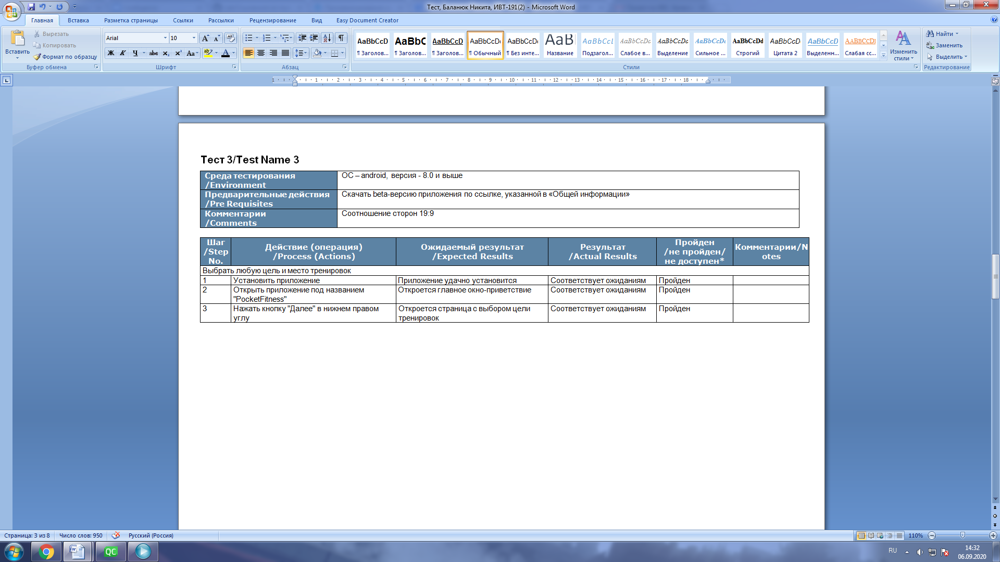 Тест, Баланюк Никита, ИВТ-191(2) - Microsoft Word
Главная Вставка Разметка страницы Ссылки Рассылки Рецензирование Вид Easy Document Creator
Вставить
Вырезать
Копировать
Формат по образцу
Буфер обмена
Arial 10
Шрифт
Абзац
AaBbCcD AaBbC AaBbCcD AaBbCcDc AaBbCcDc AaB AaBbCcL AaBbCcDa AaBbCcDa AaBbCcDc AaBbCcDd AaBbCcD AaBbCcD AaBbCcDl
¶ Заголов... ¶ Заголов... ¶ Заголов... ¶ Обычный ¶ Без инте... Название Подзагол... Слабое в... Выделение Сильное ... Строгий Цитата 2 Выделенн... Слабая сс...
Изменить
стили
Стили
Найти
Заменить
Выделить
Редактирование
1 1 2 3 4 5 6 7 8 9 10 11 12 13 14 15 16 17 18
Тест 3/Test Name 3
Среда тестирования
/Environment
ОС – android, версия - 8.0 и выше
Предварительные действия
/Pre Requisites
Скачать beta-версию приложения по ссылке, указанной в «Общей информации»
Комментарии
/Comments
Соотношение сторон 19:9
Шаг
/Step
No.
Действие (операция)
/Process (Actions)
Ожидаемый результат
/Expected Results
Результат
/Actual Results
Пройден
/не пройден/
не доступен*
Комментарии/N
otes
Выбрать любую цель и место тренировок
1 Установить приложение Приложение удачно установится Соответствует ожиданиям Пройден
2 Открыть приложение под названием Откроется главное окно-приветствие Соответствует ожиданиям Пройден
"PocketFitness"
3 Нажать кнопку "Далее" в нижнем правом Откроется страница с выбором цели Соответствует ожиданиям Пройден
углу тренировок
Страница: 3 из 8 Число слов: 950 Русский (Россия) 110%
QC
RU
14:32
06.09.2020